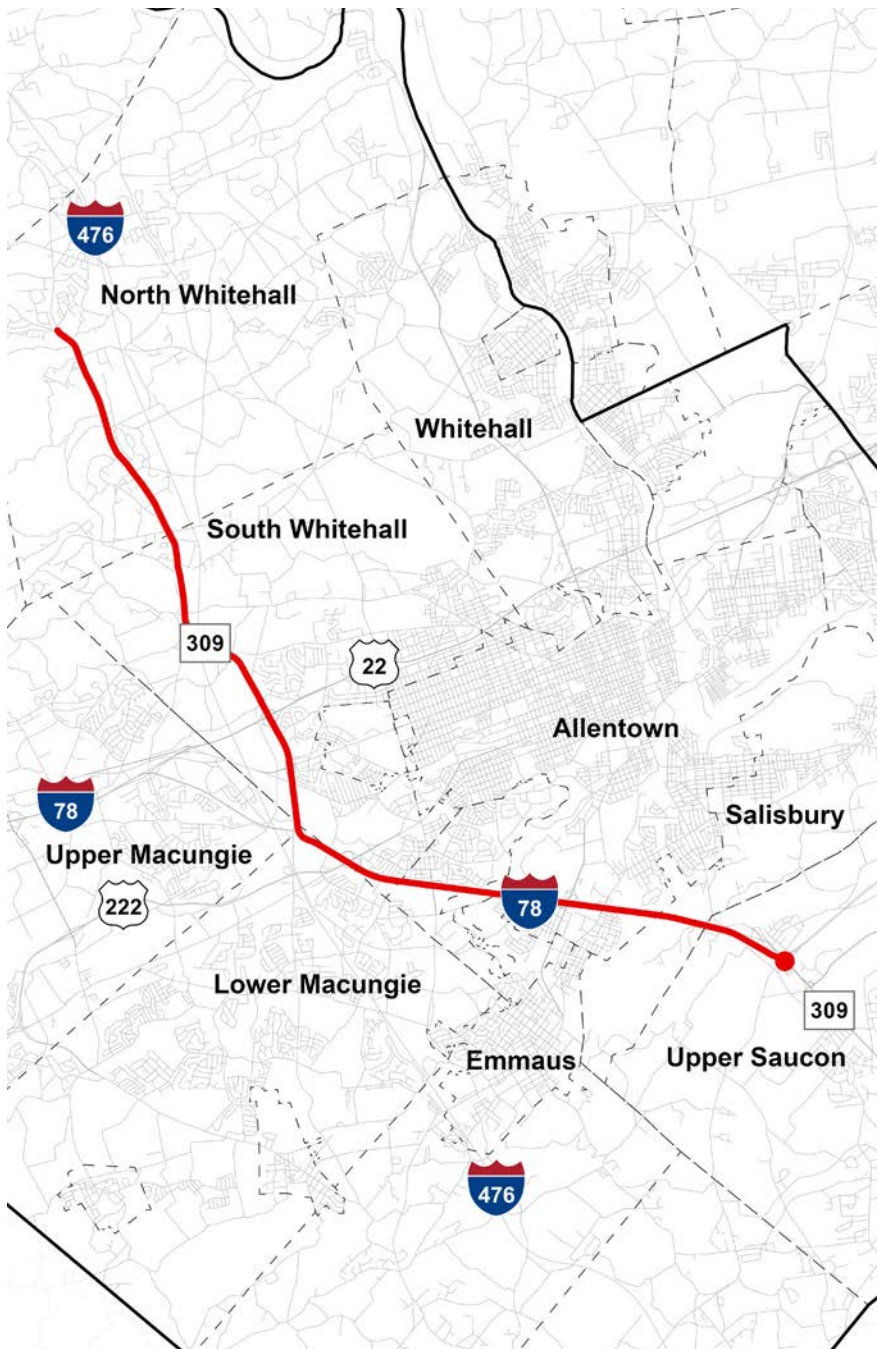 476
North Whitehall
Whitehall
South Whitehall
309
22
Allentown
78
Salisbury
Upper Macungie
222
78
Lower Macungie
309
Emmaus
Upper Saucon
476